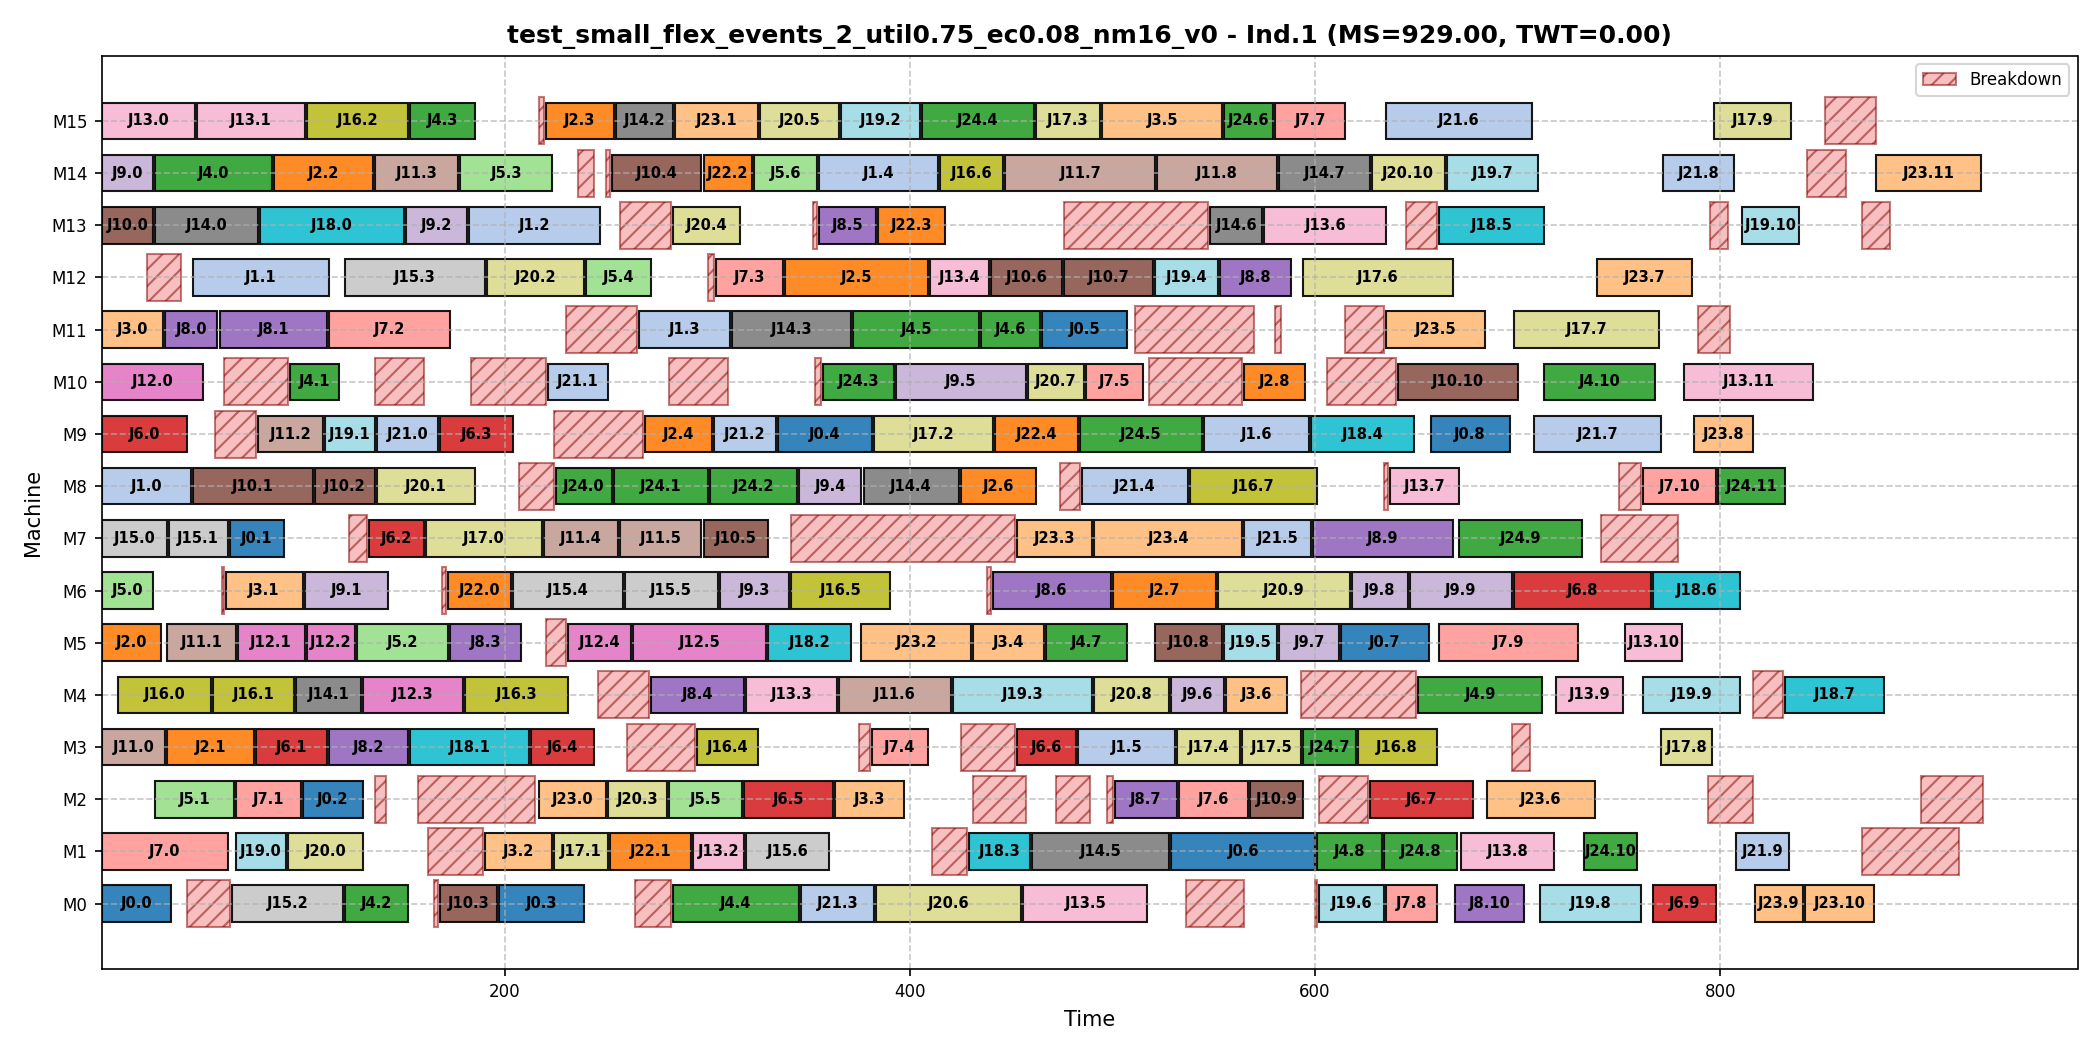 test_small_flex_events_2_util0.75_ec0.08_nm16_v0 - Ind.1 (MS=929.00, TWT=0.00)
Breakdown
M15 J13.0 J13.1 J16.2 J4.3 J2.3 J14.2 J23.1 J20.5 J19.2 J24.4 J17.3 J3.5 J24.6 J7.7 J21.6 J17.9
M14 J9.0 J4.0 J2.2 J11.3 J5.3 J10.4 J22.2 J5.6 J1.4 J16.6 J11.7 J11.8 J14.7 J20.10 J19.7 J21.8 J23.11
M13 J10.0 J14.0 J18.0 J9.2 J1.2 J20.4 J8.5 J22.3 J14.6 J13.6 J18.5 J19.10
M12 J1.1 J15.3 J20.2 J5.4 J7.3 J2.5 J13.4 J10.6 J10.7 J19.4 J8.8 J17.6 J23.7
M11 J3.0 J8.0 J8.1 J7.2 J1.3 J14.3 J4.5 J4.6 J0.5 J23.5 J17.7
M10 J12.0 J4.1 J21.1 J24.3 J9.5 J20.7 J7.5 J2.8 J10.10 J4.10 J13.11
M9 J6.0 J11.2 J19.1 J21.0 J6.3 J2.4 J21.2 J0.4 J17.2 J22.4 J24.5 J1.6 J18.4 J0.8 J21.7 J23.8
M8 J1.0 J10.1 J10.2 J20.1 J24.0 J24.1 J24.2 J9.4 J14.4 J2.6 J21.4 J16.7 J13.7 J7.10 J24.11
M7 J15.0 J15.1 J0.1 J6.2 J17.0 J11.4 J11.5 J10.5 J23.3 J23.4 J21.5 J8.9 J24.9
M6 J5.0 J3.1 J9.1 J22.0 J15.4 J15.5 J9.3 J16.5 J8.6 J2.7 J20.9 J9.8 J9.9 J6.8 J18.6
M5 J2.0 J11.1 J12.1 J12.2 J5.2 J8.3 J12.4 J12.5 J18.2 J23.2 J3.4 J4.7 J10.8 J19.5 J9.7 J0.7 J7.9 J13.10
M4 J16.0 J16.1 J14.1 J12.3 J16.3 J8.4 J13.3 J11.6 J19.3 J20.8 J9.6 J3.6 J4.9 J13.9 J19.9 J18.7
M3 J11.0 J2.1 J6.1 J8.2 J18.1 J6.4 J16.4 J7.4 J6.6 J1.5 J17.4 J17.5 J24.7 J16.8 J17.8
M2 J5.1 J7.1 J0.2 J23.0 J20.3 J5.5 J6.5 J3.3 J8.7 J7.6 J10.9 J6.7 J23.6
M1 J7.0 J19.0 J20.0 J3.2 J17.1 J22.1 J13.2 J15.6 J18.3 J14.5 J0.6 J4.8 J24.8 J13.8 J24.10 J21.9
M0 J0.0 J15.2 J4.2 J10.3 J0.3 J4.4 J21.3 J20.6 J13.5 J19.6 J7.8 J8.10 J19.8 J6.9 J23.9 J23.10
200 400 600 800
Time
Machine